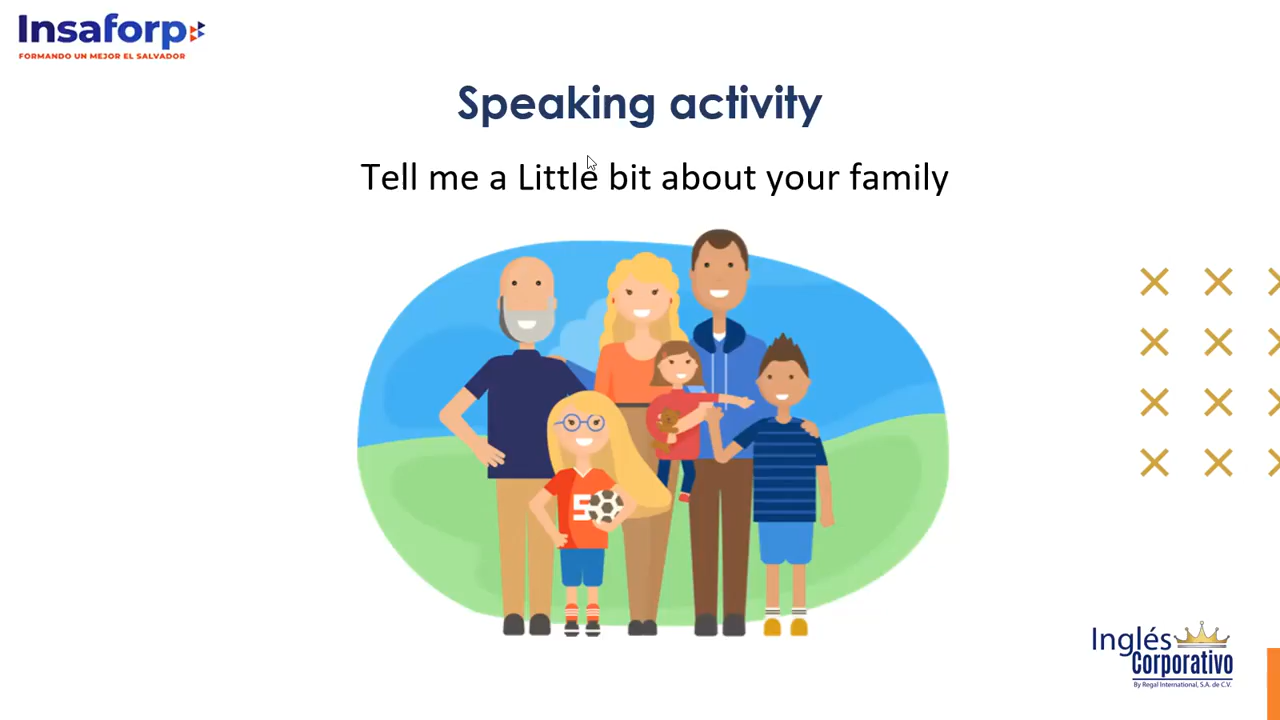 Insaforp
FORMANDO UN MEJOR EL SALVADOR
Speaking activity
Tell me a Little bit about your family
5
Inglés
Corporativo
By Regal International, S.A. de C.V.